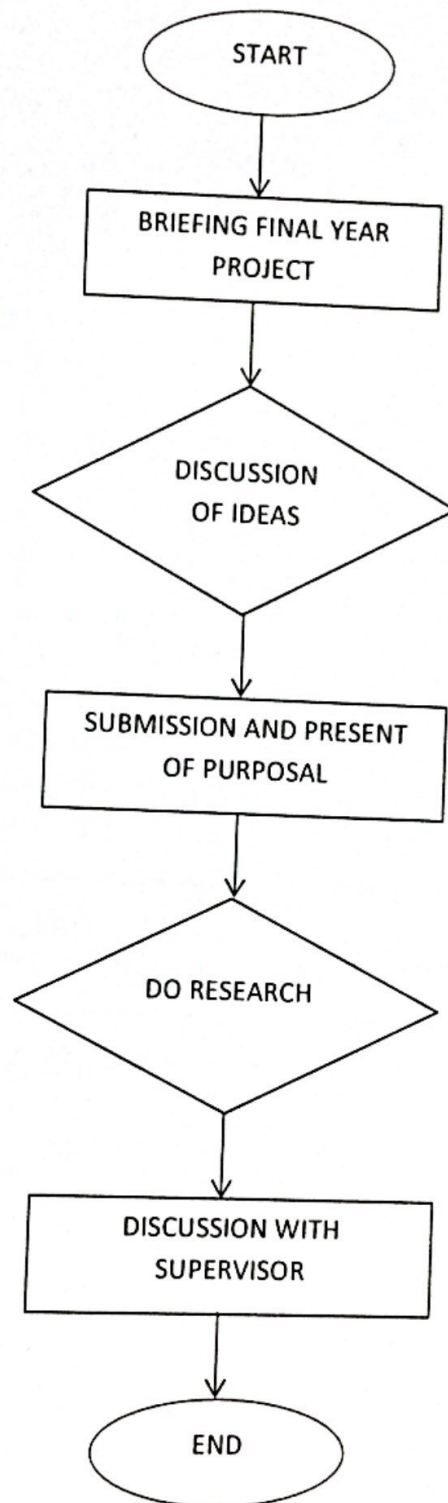 START
BRIEFING FINAL YEAR
PROJECT
DISCUSSION
OF IDEAS
SUBMISSION AND PRESENT
OF PURPOSAL
DO RESEARCH
DISCUSSION WITH
SUPERVISOR
END